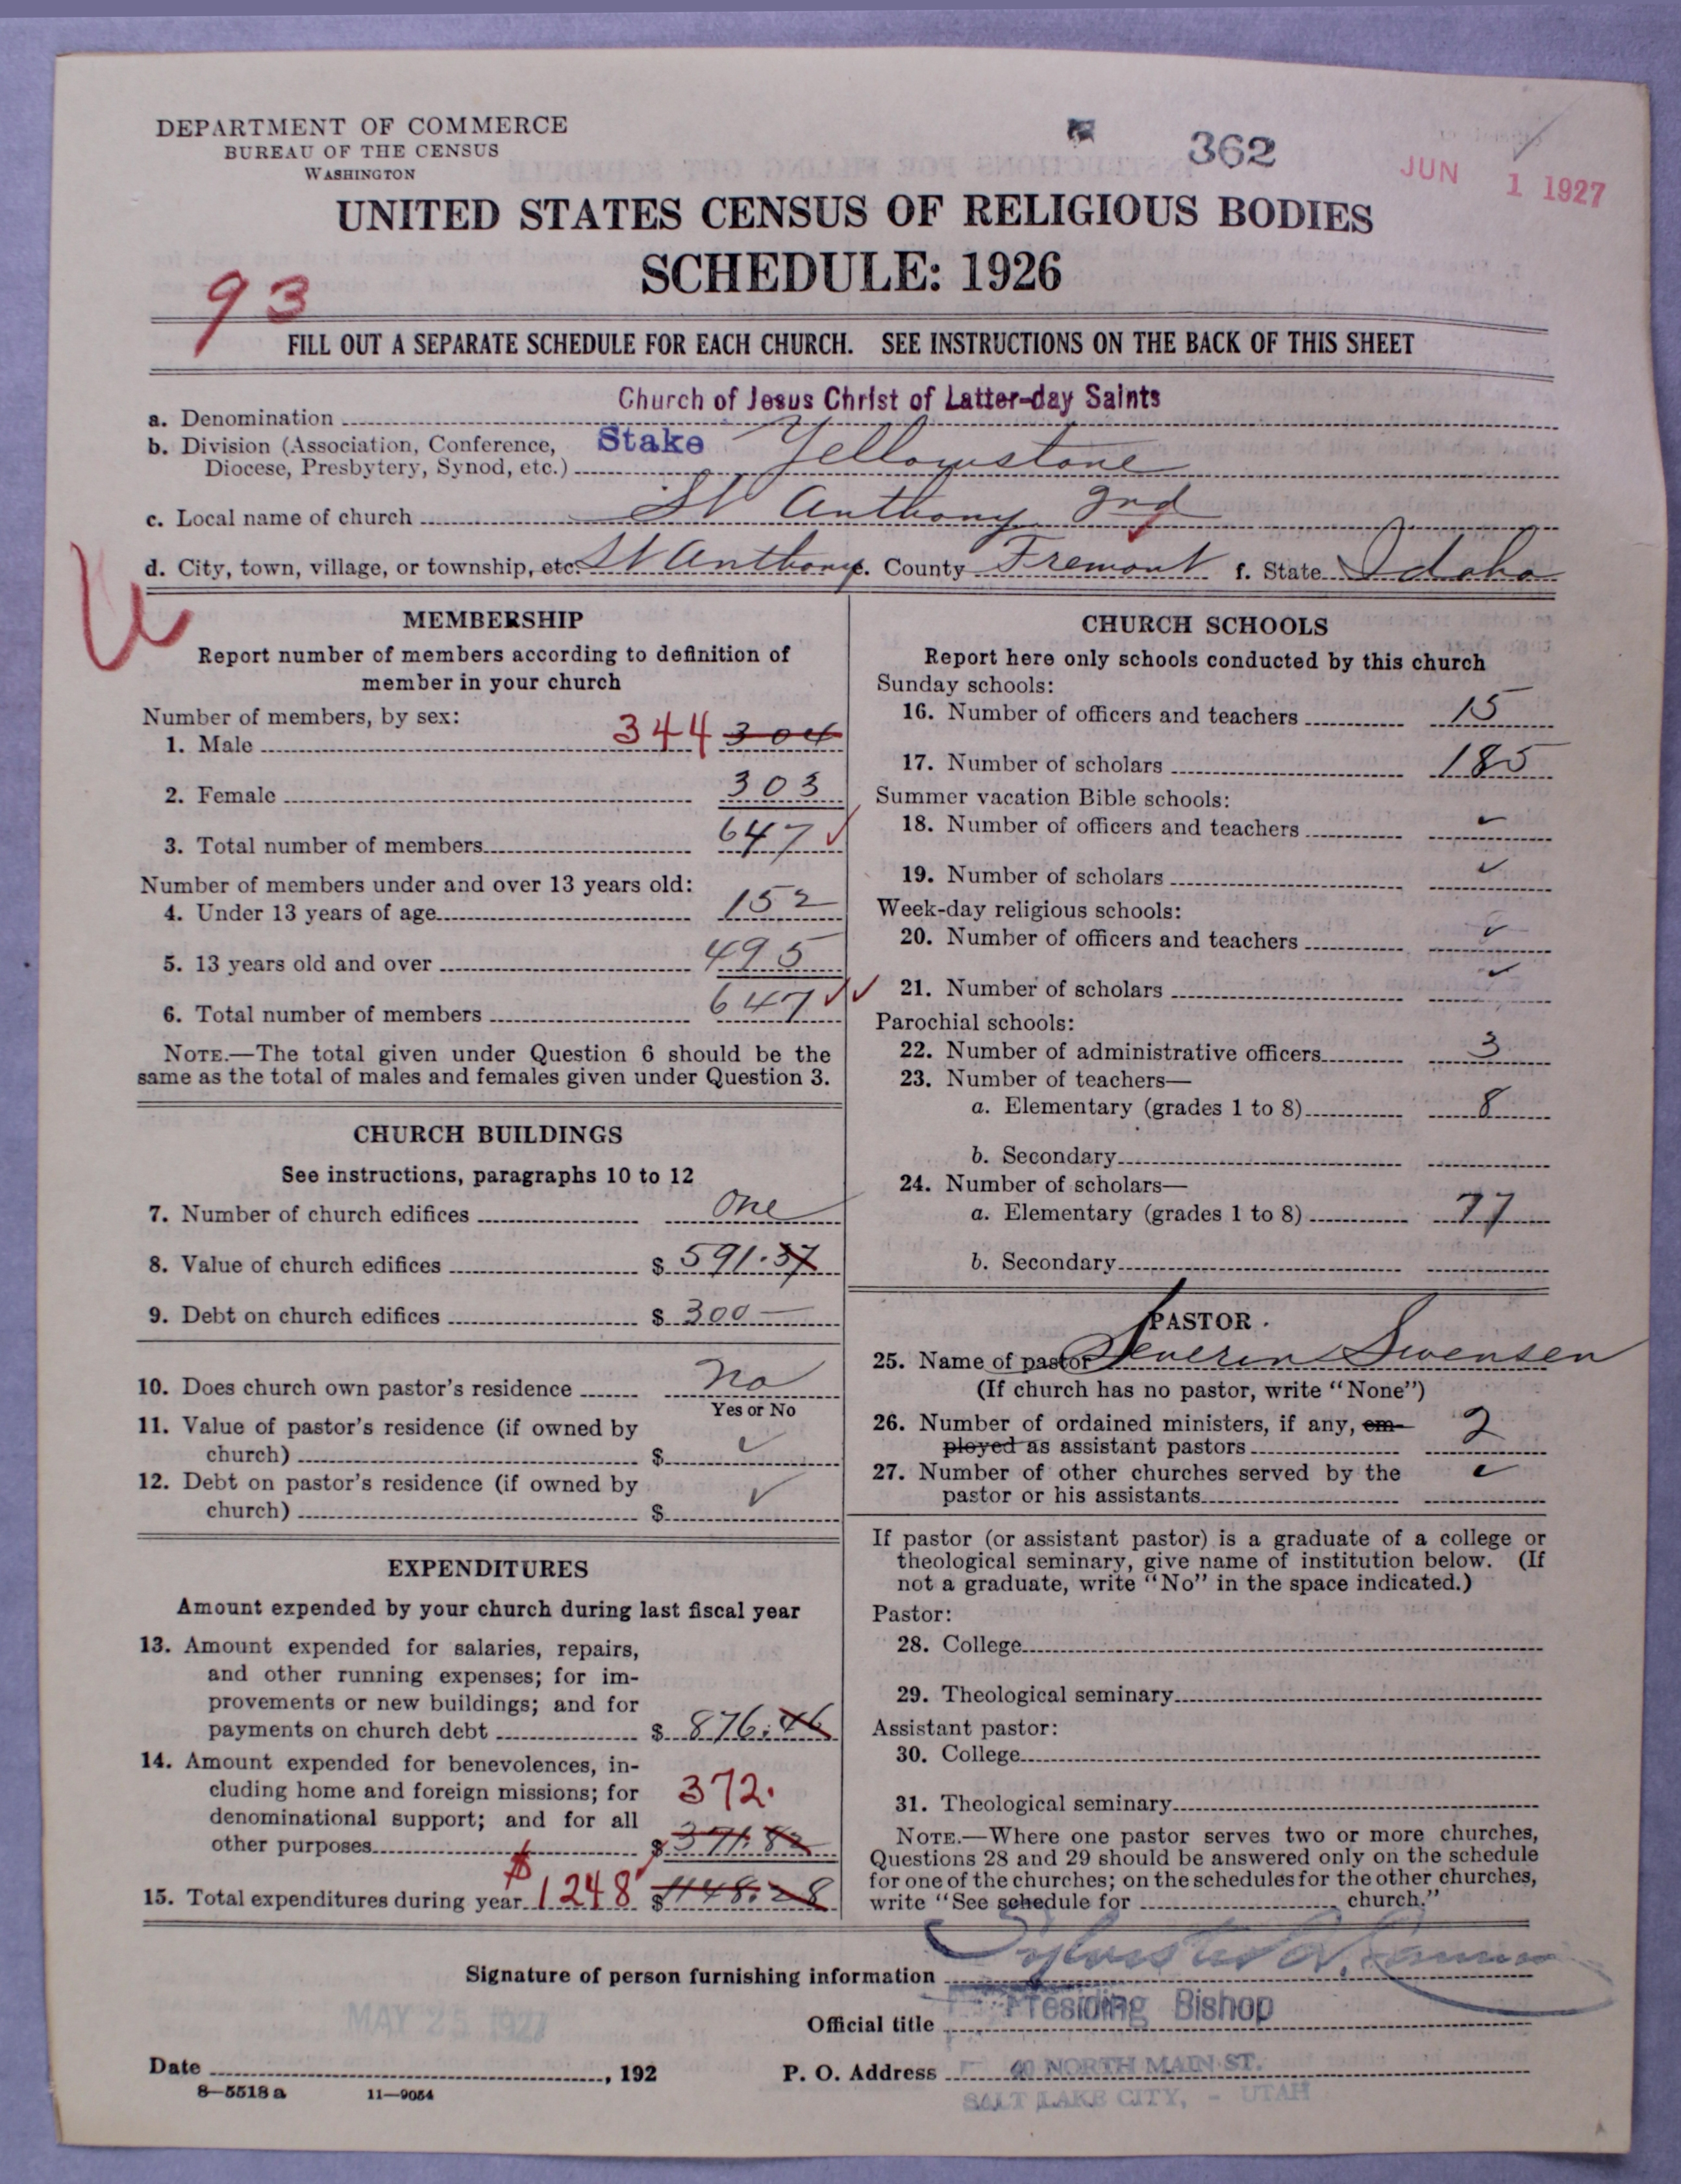 DEPARTMENT OF COMMERCE
BUREAU OF THE CENSUS
WASHINGTON
362
JUN 1 1927
UNITED STATES CENSUS OF RELIGIOUS BODIES
SCHEDULE: 1926
93
FILL OUT A SEPARATE SCHEDULE FOR EACH CHURCH. SEE INSTRUCTIONS ON THE BACK OF THIS SHEET
a. Denomination Church of Jesus Christ of Latter-day Saints
b. Division (Association, Conference, Stake Yellowstone
Diocese, Presbytery, Synod, etc.)
c. Local name of church St Anthony 2nd
d. City, town, village, or township, etc. St Anthony e. County Fremont f. State Idaho
MEMBERSHIP
Report number of members according to definition of
member in your church
Number of members, by sex:
1. Male 344 304
2. Female 303
3. Total number of members 647 ✓
Number of members under and over 13 years old:
4. Under 13 years of age 152
5. 13 years old and over 495
6. Total number of members 647 ✓✓
NOTE.—The total given under Question 6 should be the
same as the total of males and females given under Question 3.
CHURCH BUILDINGS
See instructions, paragraphs 10 to 12
7. Number of church edifices One
8. Value of church edifices $ 591.37
9. Debt on church edifices $ 300—
10. Does church own pastor's residence no
Yes or No
11. Value of pastor's residence (if owned by
church) $ ✓
12. Debt on pastor's residence (if owned by
church) $ ✓
EXPENDITURES
Amount expended by your church during last fiscal year
13. Amount expended for salaries, repairs,
and other running expenses; for im-
provements or new buildings; and for
payments on church debt $ 876.46
14. Amount expended for benevolences, in-
cluding home and foreign missions; for 372.
denominational support; and for all
other purposes $ 371.82
15. Total expenditures during year $1248 $ 1148.28
CHURCH SCHOOLS
Report here only schools conducted by this church
Sunday schools:
16. Number of officers and teachers 15
17. Number of scholars 185
Summer vacation Bible schools:
18. Number of officers and teachers ✓
19. Number of scholars ✓
Week-day religious schools:
20. Number of officers and teachers ✓
21. Number of scholars ✓
Parochial schools:
22. Number of administrative officers 3
23. Number of teachers—
a. Elementary (grades 1 to 8) 8
b. Secondary
24. Number of scholars—
a. Elementary (grades 1 to 8) 77
b. Secondary
PASTOR
25. Name of pastor Severin Swensen
(If church has no pastor, write "None")
26. Number of ordained ministers, if any, em-
ployed as assistant pastors 2
27. Number of other churches served by the ✓
pastor or his assistants
If pastor (or assistant pastor) is a graduate of a college or
theological seminary, give name of institution below. (If
not a graduate, write "No" in the space indicated.)
Pastor:
28. College
29. Theological seminary
Assistant pastor:
30. College
31. Theological seminary
NOTE.—Where one pastor serves two or more churches,
Questions 28 and 29 should be answered only on the schedule
for one of the churches; on the schedules for the other churches,
write "See schedule for church."
Signature of person furnishing information Sylvester Q. Cannon
MAY 25 1927
Official title Presiding Bishop
Date , 192
P. O. Address 40 NORTH MAIN ST.
SALT LAKE CITY, - UTAH
8—5518 a 11—9054